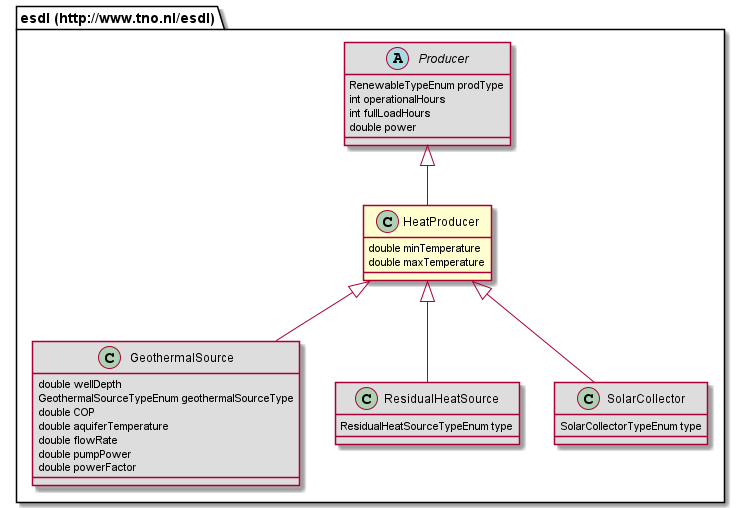 esdl (http://www.tno.nl/esdl)
A Producer
RenewableTypeEnum prodType
int operationalHours
int fullLoadHours
double power
C HeatProducer
double minTemperature
double maxTemperature
C GeothermalSource
double wellDepth
GeothermalSourceTypeEnum geothermalSourceType
double COP
double aquiferTemperature
double flowRate
double pumpPower
double powerFactor
C ResidualHeatSource
ResidualHeatSourceTypeEnum type
C SolarCollector
SolarCollectorTypeEnum type